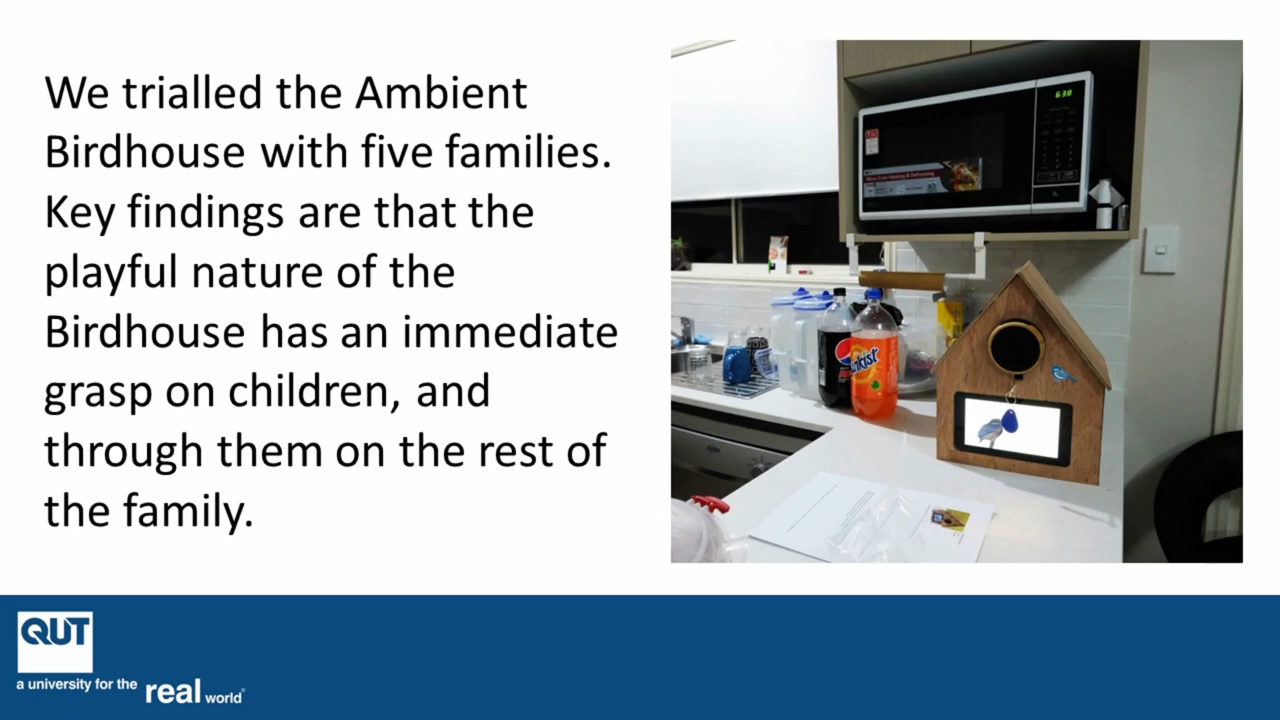 We trialled the Ambient
Birdhouse with five families.
Key findings are that the
playful nature of the
Birdhouse has an immediate
grasp on children, and
through them on the rest of
the family.
6:38
QUT
a university for the real world